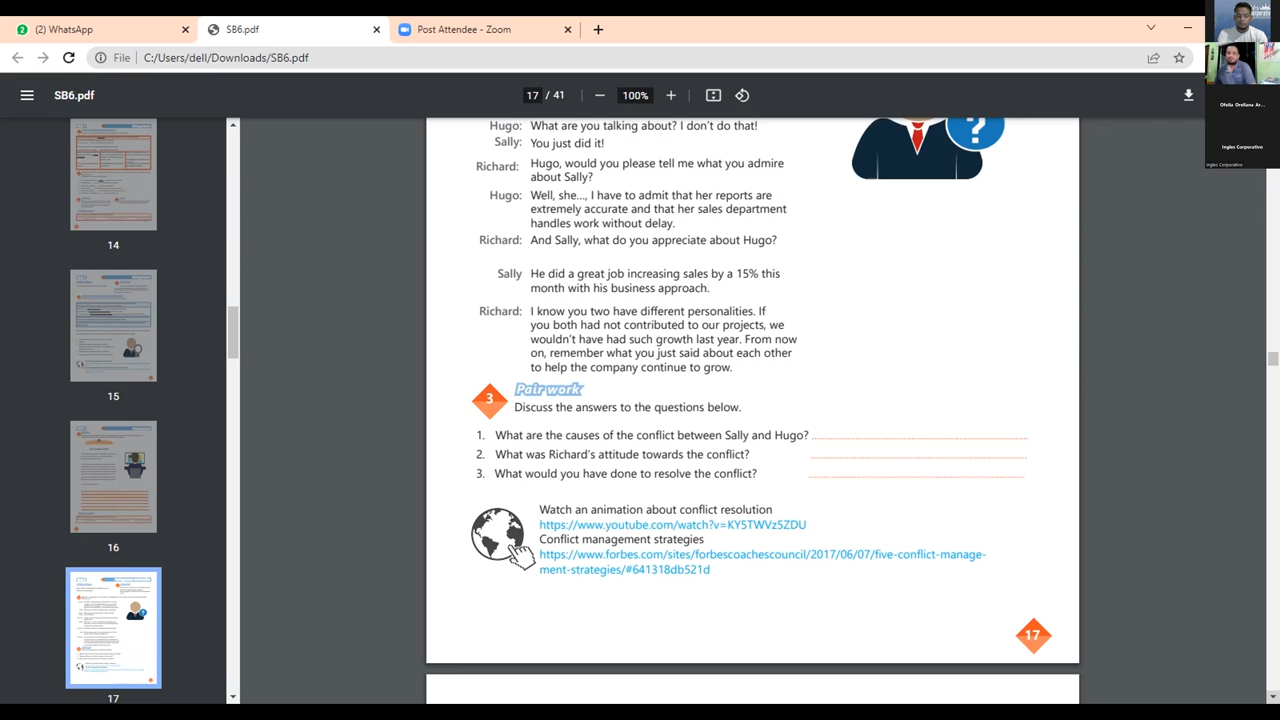 (2) WhatsApp
SB6.pdf
Post Attendee - Zoom
File
C:/Users/dell/Downloads/SB6.pdf
SB6.pdf
17 / 41
100%
14
15
16
17
Hugo: What are you talking about? I don't do that!
Sally: You just did it!
Richard: Hugo, would you please tell me what you admire
about Sally?
Hugo: Well, she..., I have to admit that her reports are
extremely accurate and that her sales department
handles work without delay.
Richard: And Sally, what do you appreciate about Hugo?
Sally He did a great job increasing sales by a 15% this
month with his business approach.
Richard: I know you two have different personalities. If
you both had not contributed to our projects, we
wouldn't have had such growth last year. From now
on, remember what you just said about each other
to help the company continue to grow.
?
3
Pair work
Discuss the answers to the questions below.
1. What are the causes of the conflict between Sally and Hugo?
2. What was Richard's attitude towards the conflict?
3. What would you have done to resolve the conflict?
Watch an animation about conflict resolution
https://www.youtube.com/watch?v=KY5TWVz5ZDU
Conflict management strategies
https://www.forbes.com/sites/forbescoachescouncil/2017/06/07/five-conflict-manage-
ment-strategies/#641318db521d
17
Ofelia Orellana Ar...
Ingles Corporativo
Ingles Corporativo